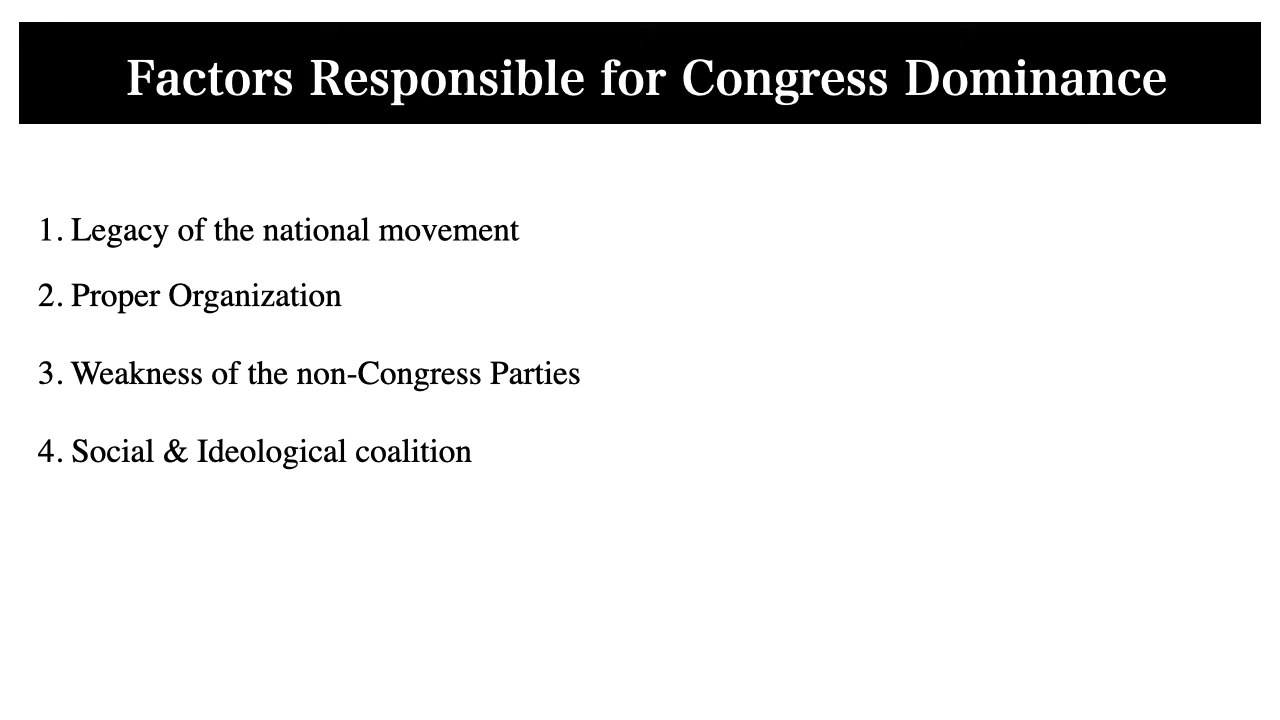 Factors Responsible for Congress Dominance
1. Legacy of the national movement
2. Proper Organization
3. Weakness of the non-Congress Parties
4. Social & Ideological coalition